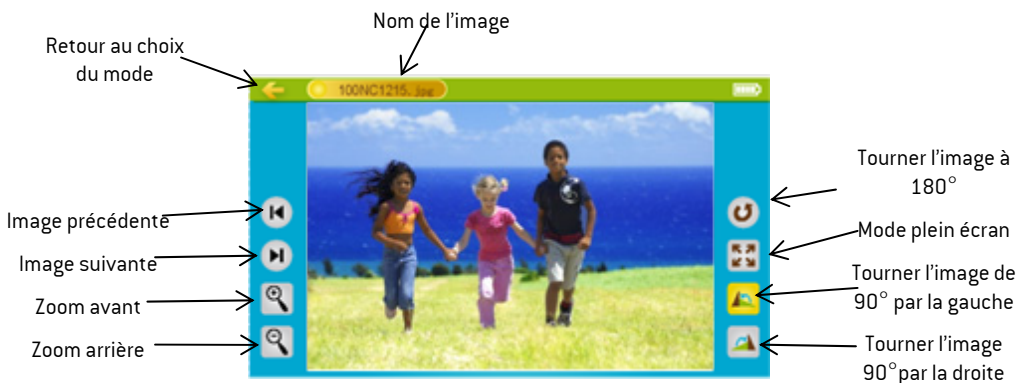 Nom de l'image
Retour au choix
du mode
100NC1215. jpg
Tourner l'image à
180°
Image précédente
Mode plein écran
Image suivante
Tourner l'image de
90° par la gauche
Zoom avant
Zoom arrière
Tourner l'image
90°par la droite